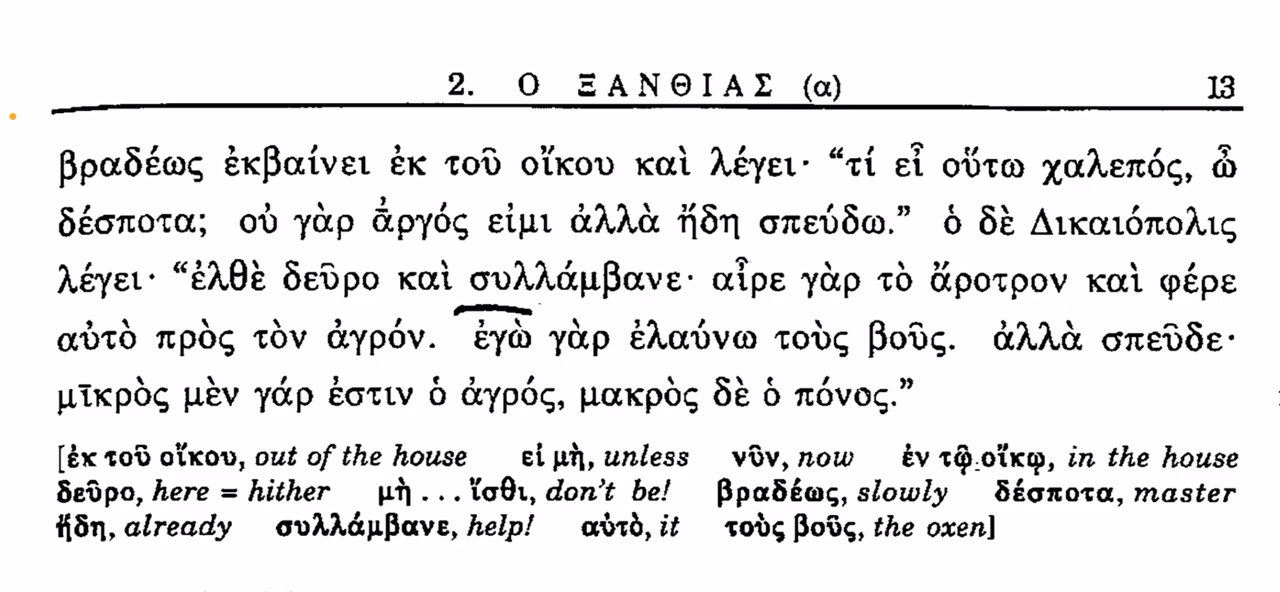 2. Ο ΞΑΝΘΙΑΣ (α) 13
βραδέως ἐκβαίνει ἐκ τοῦ οἴκου καὶ λέγει· “τί εἶ οὕτω χαλεπός, ὦ
δέσποτα; οὐ γὰρ ᾱ̓ργός εἰμι ἀλλὰ ἤδη σπεύδω.” ὁ δὲ Δικαιόπολις
λέγει· “ἐλθὲ δεῦρο καὶ συλλάμβανε· αἶρε γὰρ τὸ ἄροτρον καὶ φέρε
αὐτὸ πρὸς τὸν ἀγρόν. ἐγὼ γὰρ ἐλαύνω τοὺς βοῦς. ἀλλὰ σπεῦδε·
μῑκρὸς μὲν γάρ ἐστιν ὁ ἀγρός, μακρὸς δὲ ὁ πόνος.”
[ἐκ τοῦ οἴκου, out of the house εἰ μὴ, unless νῦν, now ἐν τῷ οἴκῳ, in the house
δεῦρο, here = hither μὴ . . . ἴσθι, don’t be! βραδέως, slowly δέσποτα, master
ἤδη, already συλλάμβανε, help! αὐτὸ, it τοὺς βοῦς, the oxen]